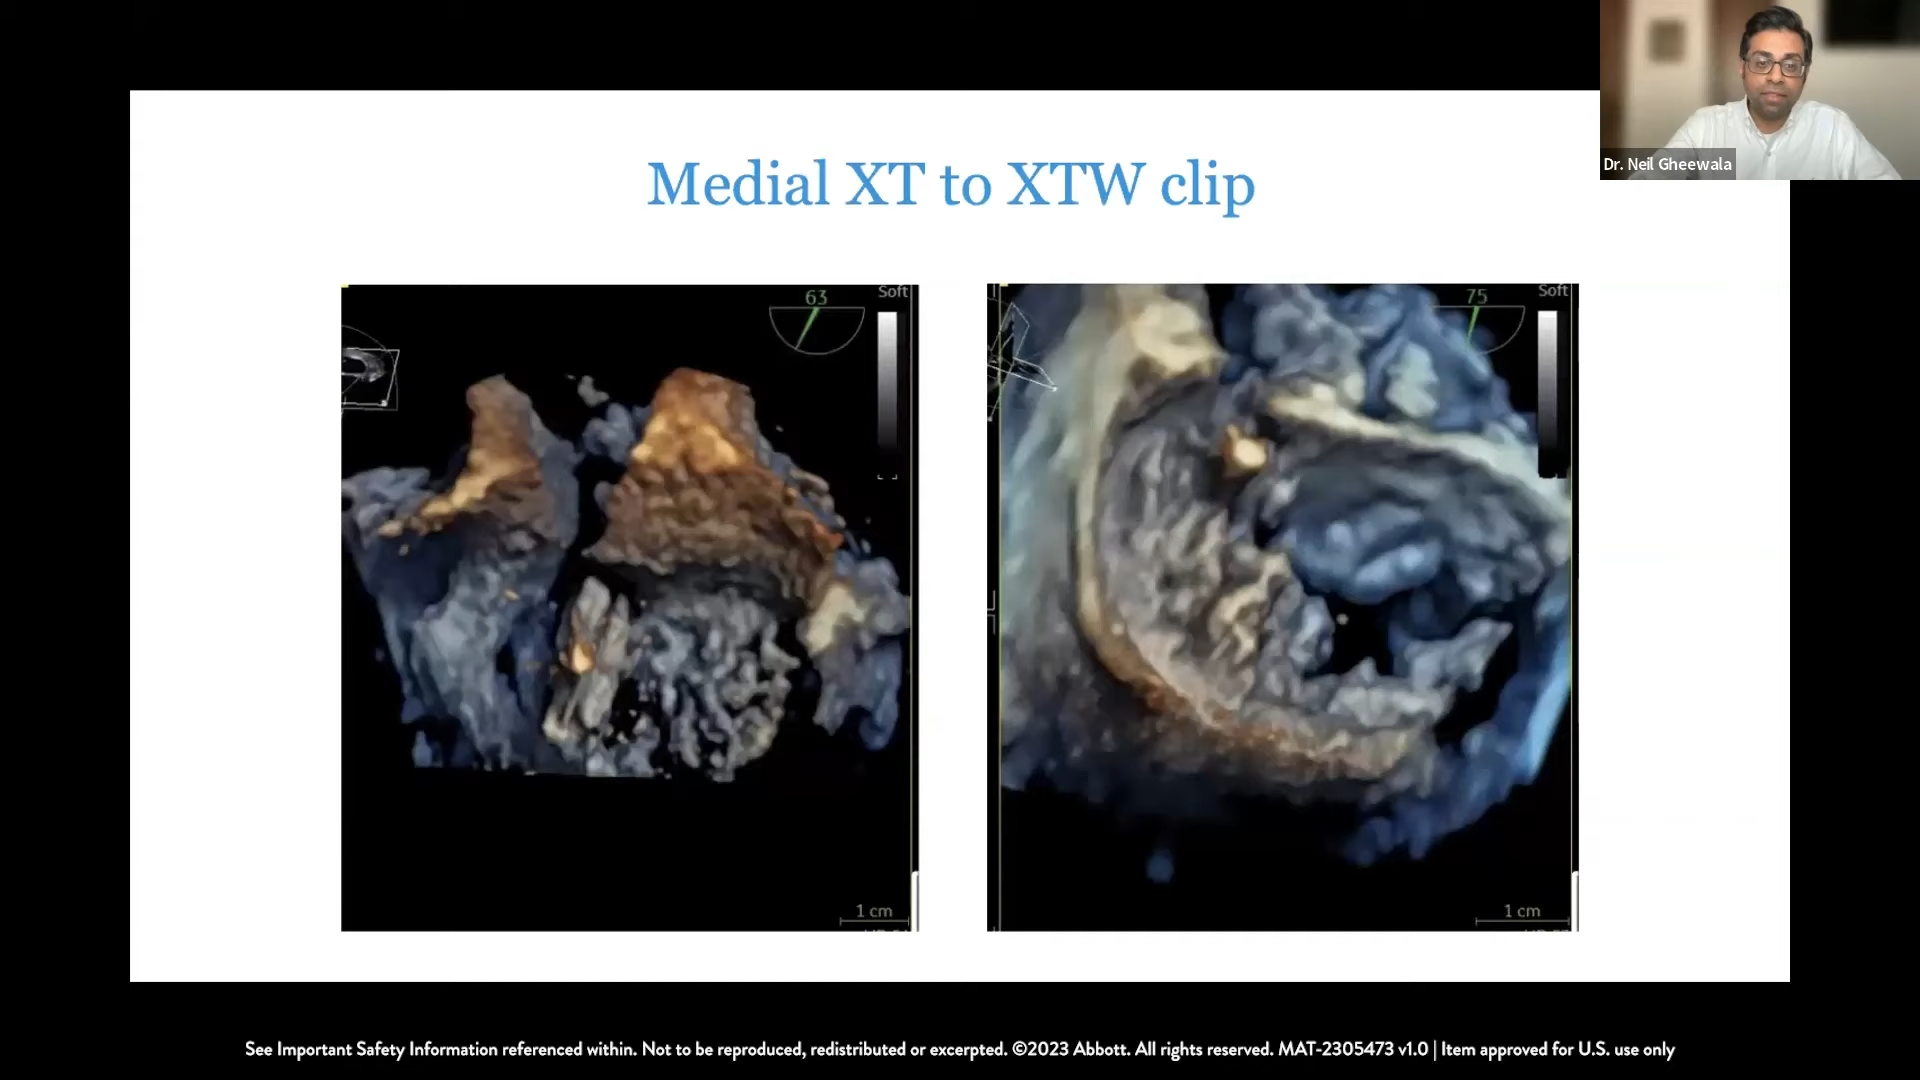 Dr. Neil Gheewala
Medial XT to XTW clip
63
Soft
75
Soft
1 cm
1 cm
See Important Safety Information referenced within. Not to be reproduced, redistributed or excerpted. ©2023 Abbott. All rights reserved. MAT-2305473 v1.0 | Item approved for U.S. use only